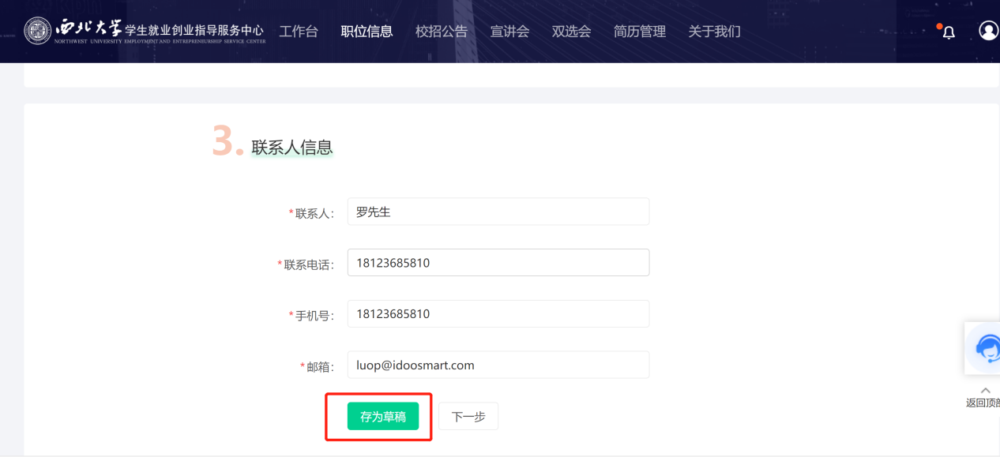 西北大学 学生就业创业指导服务中心 工作台 职位信息 校招公告 宣讲会 双选会 简历管理 关于我们
NORTHWEST UNIVERSITY EMPLOYMENT AND ENTREPRENEURSHIP SERVICE CENTER
3. 联系人信息
*联系人： 罗先生
*联系电话： 18123685810
*手机号： 18123685810
*邮箱： luop@idoosmart.com
存为草稿 下一步
返回顶部